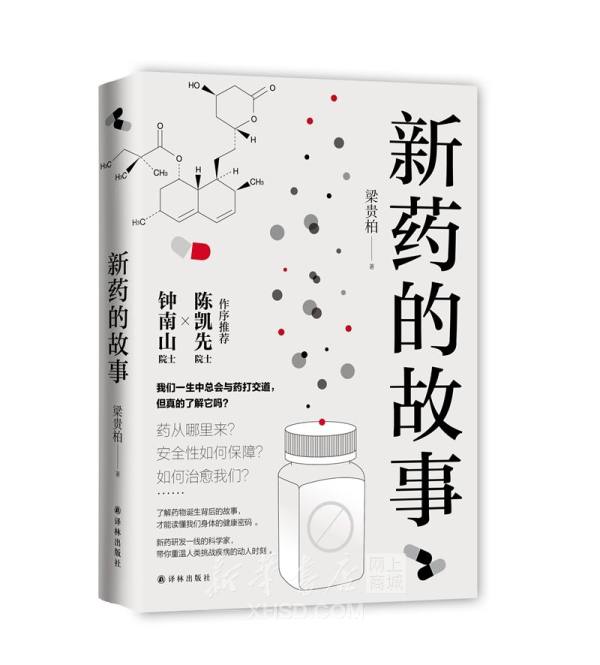 新药的故事
梁贵柏
著
译林出版社
新药的故事
梁贵柏
著
HO
O
O
H
H3C
H3C
O
O
CH3
H
H
CH3
H3C
作序推荐
陈凯先院士
×
钟南山院士
我们一生中总会与药打交道,
但真的了解它吗?
药从哪里来?
安全性如何保障?
如何治愈我们?
……
了解药物诞生背后的故事,
才能读懂我们身体的健康密码。
新药研发一线的科学家,
带你重温人类挑战疾病的动人时刻。
新华书店
网上
商城
XHSD.COM